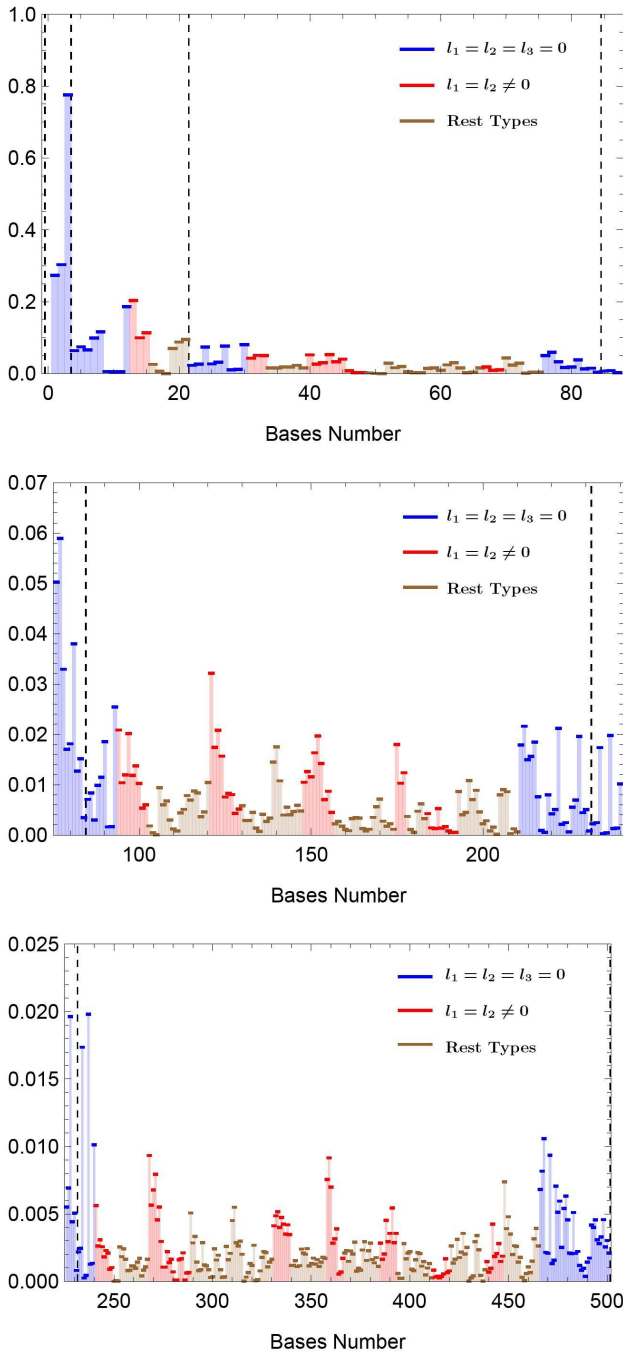 1.0
0.8
0.6
0.4
0.2
0.0
l₁ = l₂ = l₃ = 0
l₁ = l₂ ≠ 0
Rest Types
0 20 40 60 80
Bases Number
0.07
0.06
0.05
0.04
0.03
0.02
0.01
0.00
l₁ = l₂ = l₃ = 0
l₁ = l₂ ≠ 0
Rest Types
100 150 200
Bases Number
0.025
0.020
0.015
0.010
0.005
0.000
l₁ = l₂ = l₃ = 0
l₁ = l₂ ≠ 0
Rest Types
250 300 350 400 450 500
Bases Number